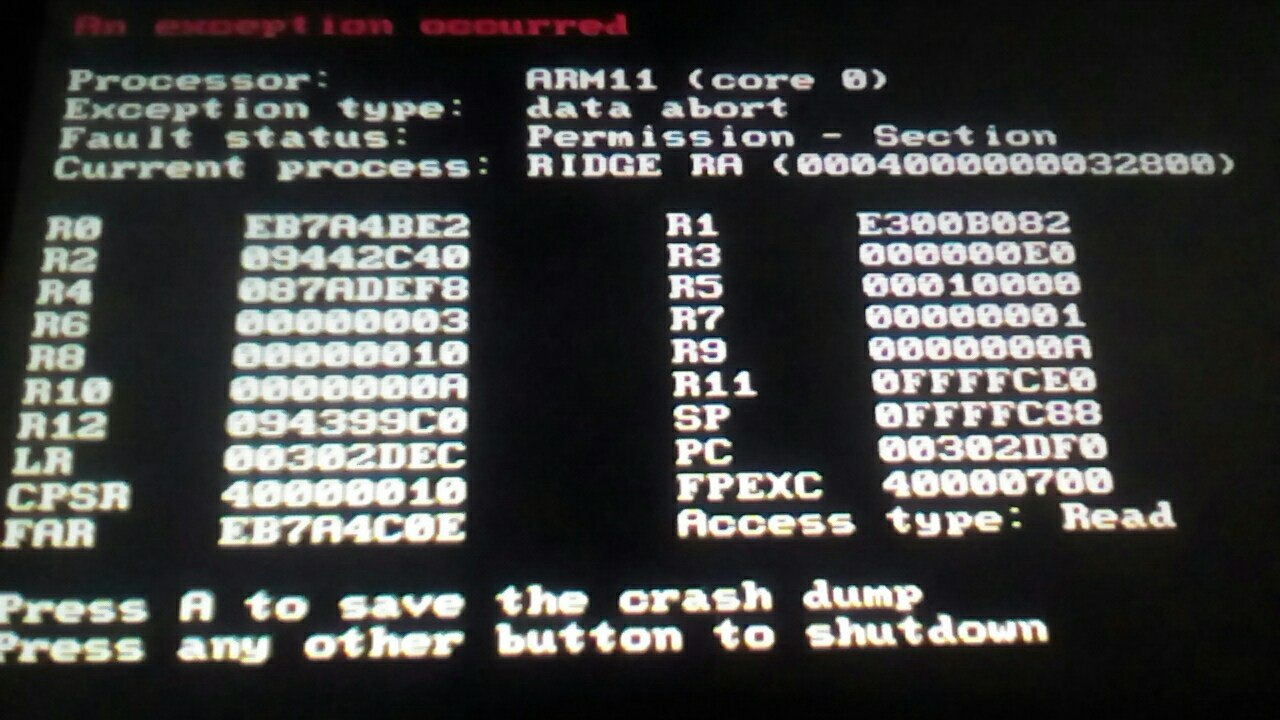 An exception occurred
Processor: ARM11 (core 0)
Exception type: data abort
Fault status: Permission - Section
Current process: RIDGE RA (0004000000032800)
R0 EB7A4BE2 R1 E300B082
R2 09442C40 R3 000000E0
R4 087ADEF8 R5 00010000
R6 00000003 R7 00000001
R8 00000010 R9 0000000A
R10 0000000A R11 0FFFFCE0
R12 094399C0 SP 0FFFFC88
LR 00302DEC PC 00302DF0
CPSR 40000010 FPEXC 40000700
FAR EB7A4C0E Access type: Read
Press A to save the crash dump
Press any other button to shutdown